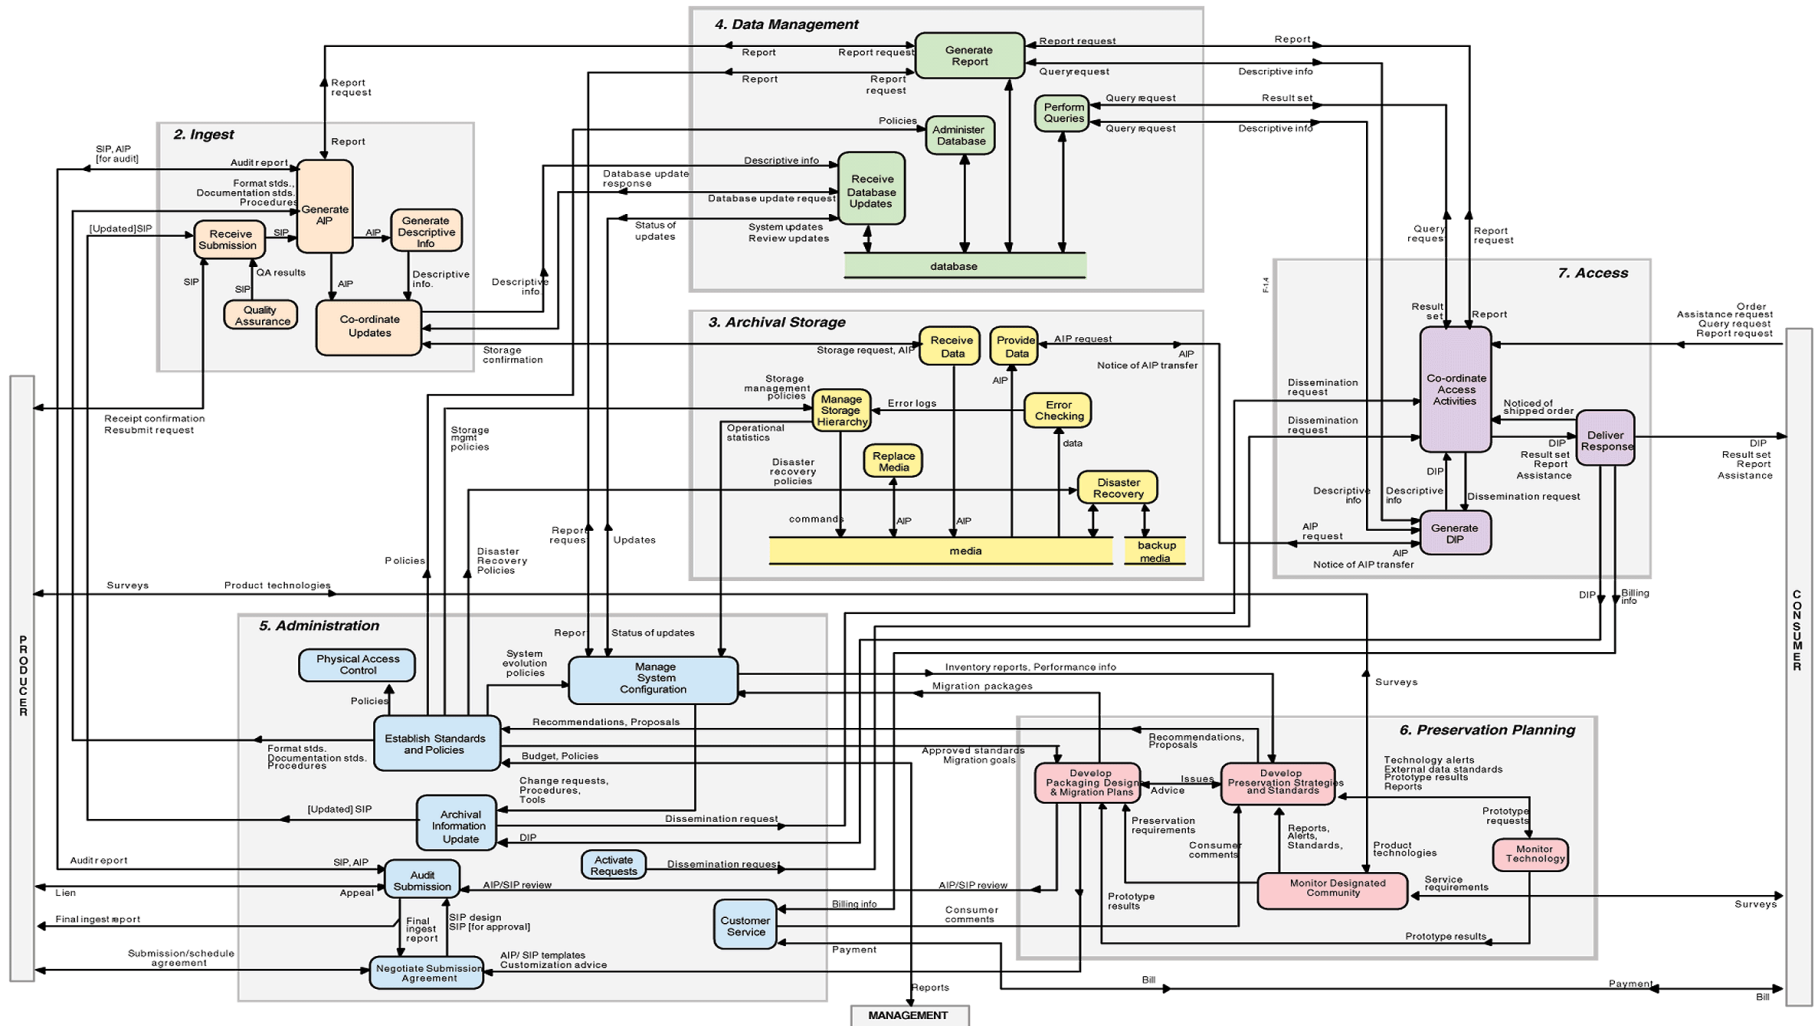 4. Data Management
Report
Report request
Generate
Report
Report request
Report
Report
Report
request
Queryrequest
Descriptive info
Report
request
Perform
Queries
Query request
Result set
Query request
Descriptive info
Policies
Administer
Database
Descriptive info
Database update
response
Database update request
Receive
Database
Updates
Status of
updates
System updates
Review updates
database
2. Ingest
SIP, AIP
[for audit]
Audit report
Report
Format stds.,
Documentation stds.
Procedures
Generate
AIP
Generate
Descriptive
Info
[Updated]SIP
Receive
Submission
SIP
AIP
SIP
QA results
SIP
AIP
Descriptive
info.
Quality
Assurance
Co-ordinate
Updates
Descriptive
info.
Storage
confirmation
Receipt confirmation
Resubmit request
3. Archival Storage
Storage request, AIP
Receive
Data
Provide
Data
AIP request
AIP
Notice of AIP transfer
AIP
Storage
management
policies
Manage
Storage
Hierarchy
Error logs
Error
Checking
Storage
mgmt
policies
Operational
statistics
data
Replace
Media
Disaster
recovery
policies
Disaster
Recovery
commands
AIP
AIP
media
backup
media
F-1.4
7. Access
Query
request
Report
request
Result
set
Report
Order
Assistance request
Query request
Report request
Co-ordinate
Access
Activities
Dissemination
request
Dissemination
request
Noticed of
shipped order
Deliver
Response
DIP
Result set
Report
Assistance
DIP
Result set
Report
Assistance
DIP
Dissemination request
Descriptive
info
Descriptive
info
Generate
DIP
AIP
request
AIP
Notice of AIP transfer
DIP
Billing
info
PRODUCER
CONSUMER
Surveys
Product technologies
Policies
Disaster
Recovery
Policies
Report
request
Updates
5. Administration
Repor
Status of updates
Physical Access
Control
System
evolution
policies
Manage
System
Configuration
Inventory reports, Performance info
Migration packages
Surveys
Policies
Establish Standards
and Policies
Recommendations, Proposals
Format stds.
Documentation stds.
Procedures
Budget, Policies
Approved standards
Migration goals
Recommendations,
Proposals
Change requests,
Procedures,
Tools
[Updated] SIP
Archival
Information
Update
Dissemination request
DIP
Audit report
SIP, AIP
Activate
Requests
Dissemination request
Audit
Submission
Lien
Appeal
AIP/SIP review
AIP/SIP review
Final ingest report
Final
ingest
report
SIP design
SIP [for approval]
Customer
Service
Billing info
Consumer
comments
Payment
Submission/schedule
agreement
Negotiate Submission
Agreement
AIP/ SIP templates
Customization advice
Reports
MANAGEMENT
6. Preservation Planning
Develop
Packaging Design
& Migration Plans
Issues
Advice
Develop
Preservation Strategies
and Standards
Technology alerts
External data standards
Prototype results
Reports
Prototype
requests
Monitor
Technology
Preservation
requirements
Consumer
comments
Reports,
Alerts,
Standards,
Product
technologies
Monitor Designated
Community
Service
requirements
Surveys
Prototype
results
Prototype results
Bill
Payment
Bill